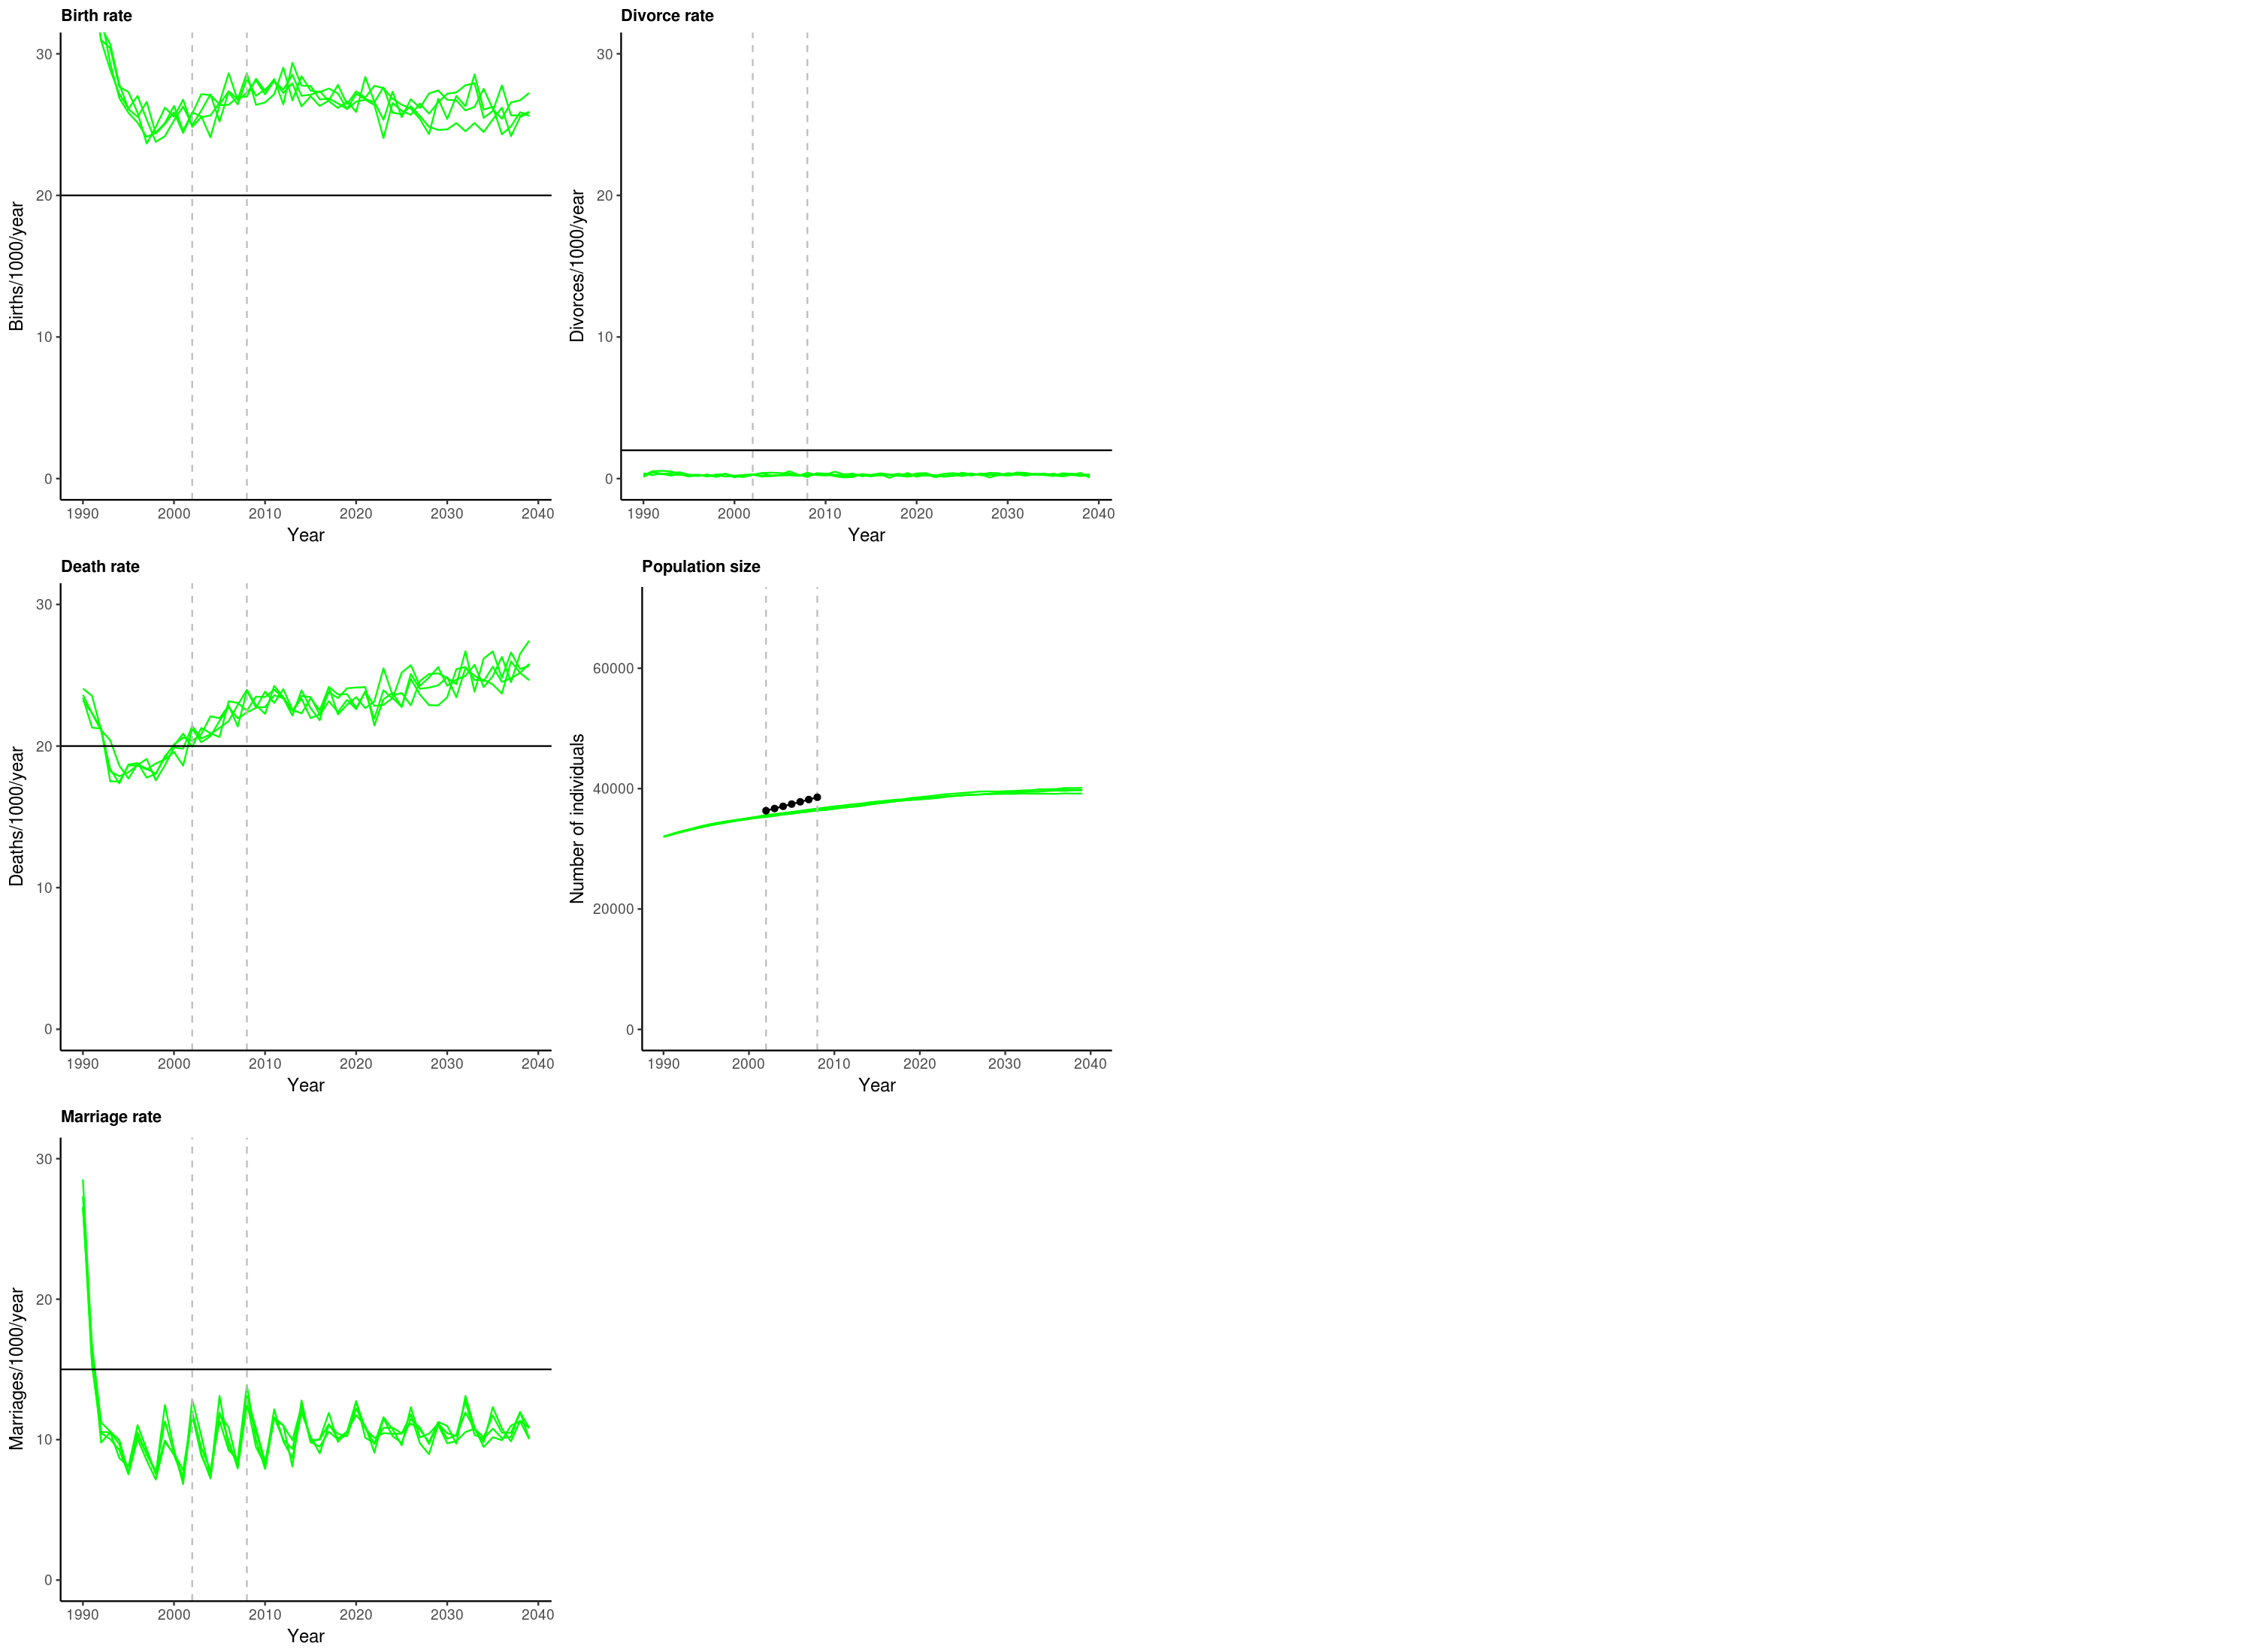 Birth rate
Births/1000/year
30
20
10
0
1990 2000 2010 2020 2030 2040
Year
Divorce rate
Divorces/1000/year
30
20
10
0
1990 2000 2010 2020 2030 2040
Year
Death rate
Deaths/1000/year
30
20
10
0
1990 2000 2010 2020 2030 2040
Year
Population size
Number of individuals
60000
40000
20000
0
1990 2000 2010 2020 2030 2040
Year
Marriage rate
Marriages/1000/year
30
20
10
0
1990 2000 2010 2020 2030 2040
Year